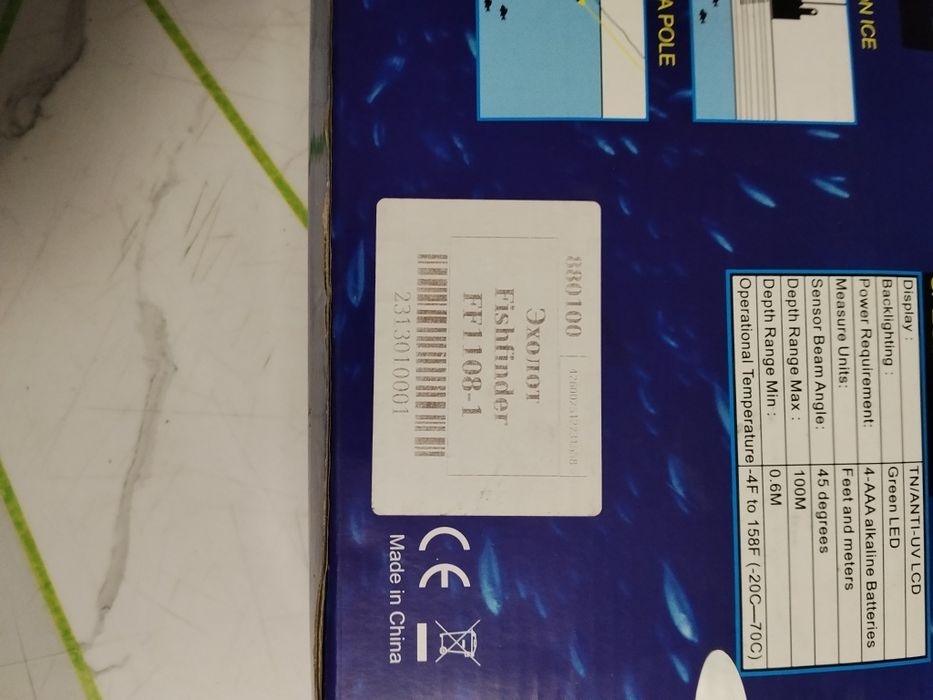 N ICE
A POLE
Display : TN/ANTI-UV LCD
Backlighting : Green LED
Power Requirement: 4-AAA alkaline Batteries
Measure Units: Feet and meters
Sensor Beam Angle: 45 degrees
Depth Range Max : 100M
Depth Range Min : 0.6M
Operational Temperature -4F to 158F (-20C—70C)
880100
Эхолот
Fishfinder
FF1108-1
2313010001
CE
Made in China